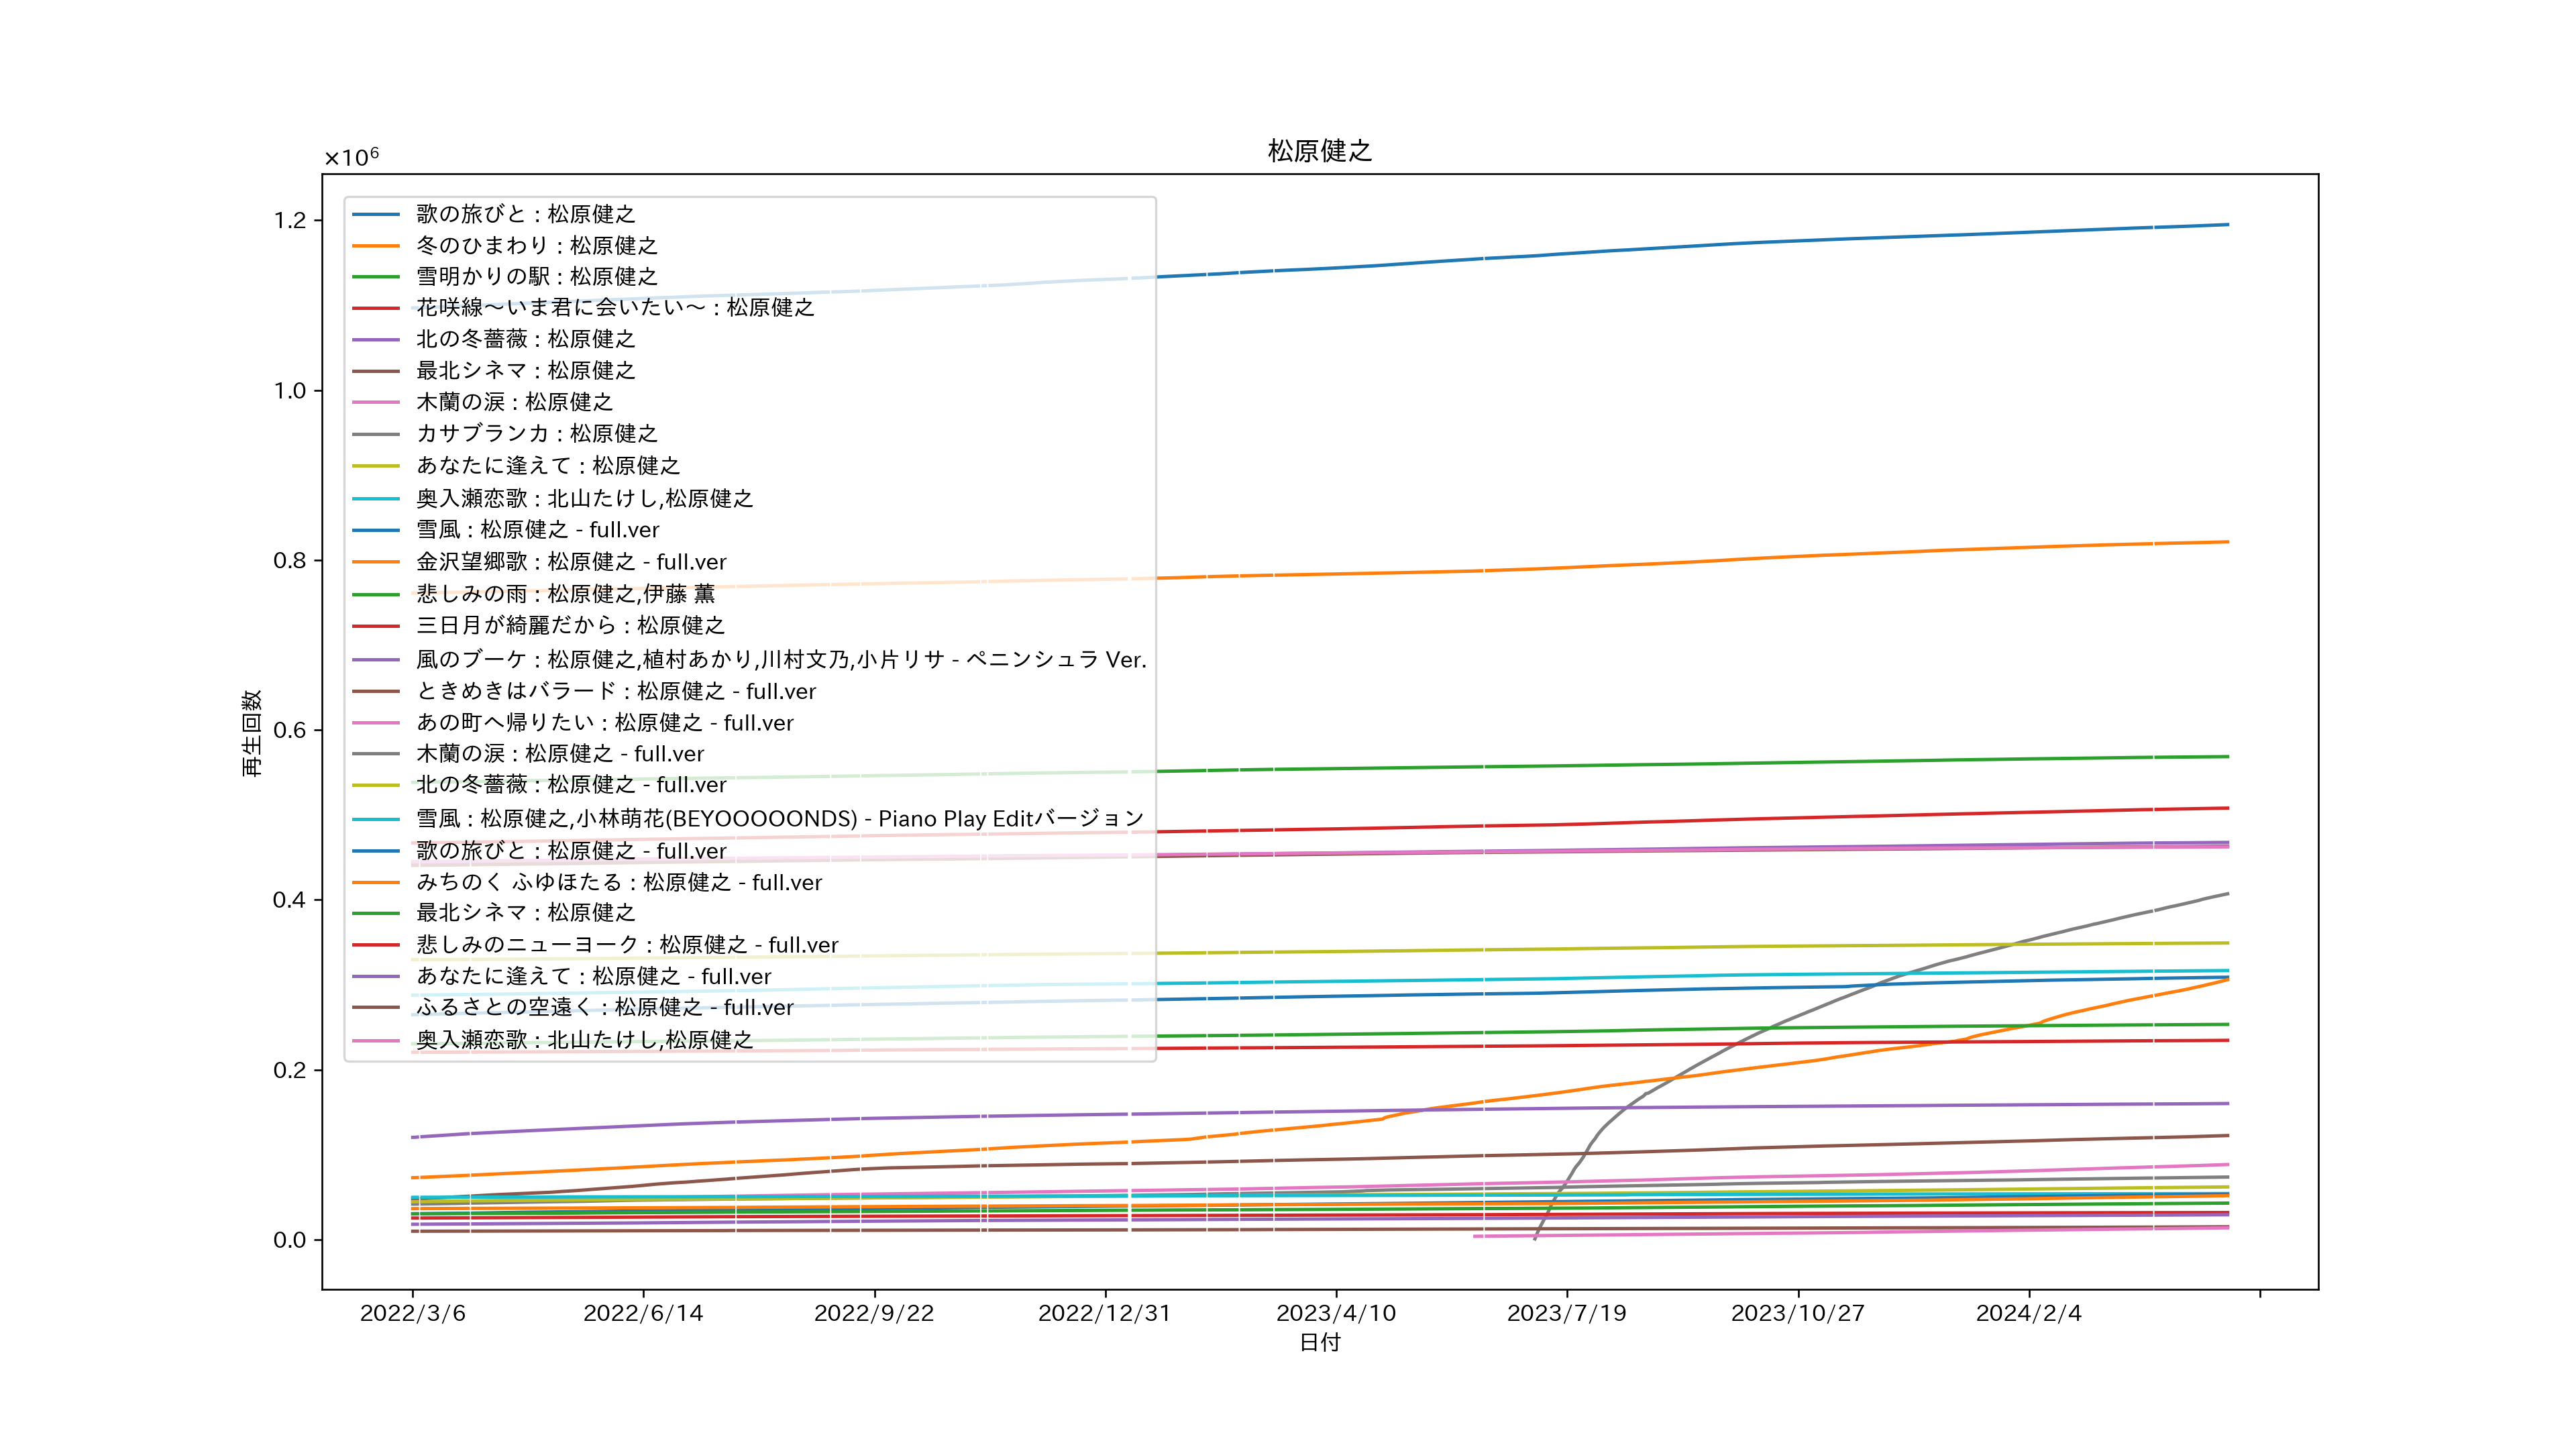 松原健之
×10⁶
1.2
1.0
0.8
0.6
0.4
0.2
0.0
再生回数
歌の旅びと : 松原健之
冬のひまわり : 松原健之
雪明かりの駅 : 松原健之
花咲線〜いま君に会いたい〜 : 松原健之
北の冬薔薇 : 松原健之
最北シネマ : 松原健之
木蘭の涙 : 松原健之
カサブランカ : 松原健之
あなたに逢えて : 松原健之
奥入瀬恋歌 : 北山たけし,松原健之
雪風 : 松原健之 - full.ver
金沢望郷歌 : 松原健之 - full.ver
悲しみの雨 : 松原健之,伊藤 薫
三日月が綺麗だから : 松原健之
風のブーケ : 松原健之,植村あかり,川村文乃,小片リサ - ペニンシュラ Ver.
ときめきはバラード : 松原健之 - full.ver
あの町へ帰りたい : 松原健之 - full.ver
木蘭の涙 : 松原健之 - full.ver
北の冬薔薇 : 松原健之 - full.ver
雪風 : 松原健之,小林萌花(BEYOOOOONDS) - Piano Play Editバージョン
歌の旅びと : 松原健之 - full.ver
みちのく ふゆほたる : 松原健之 - full.ver
最北シネマ : 松原健之
悲しみのニューヨーク : 松原健之 - full.ver
あなたに逢えて : 松原健之 - full.ver
ふるさとの空遠く : 松原健之 - full.ver
奥入瀬恋歌 : 北山たけし,松原健之
2022/3/6 2022/6/14 2022/9/22 2022/12/31 2023/4/10 2023/7/19 2023/10/27 2024/2/4
日付